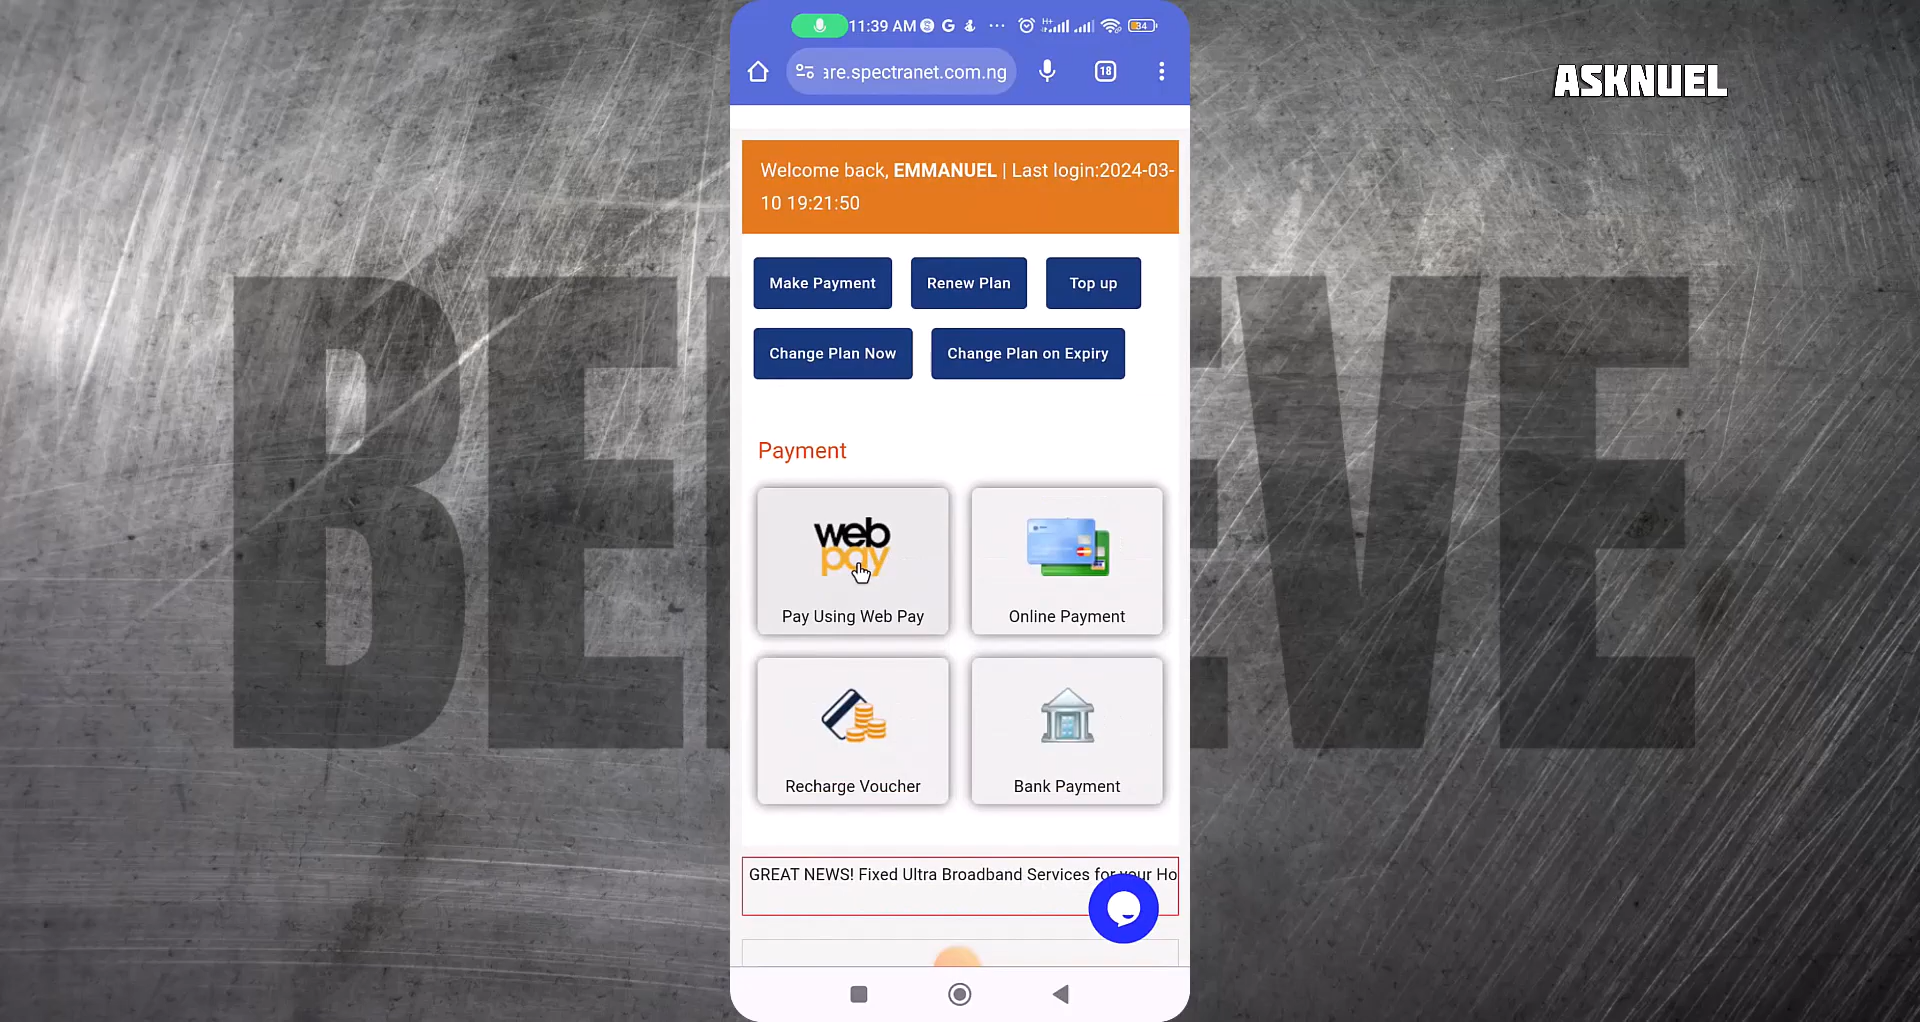 ASKNUEL
11:39 AM
34
are.spectranet.com.ng
18
Welcome back, EMMANUEL | Last login:2024-03-
10 19:21:50
Make Payment
Renew Plan
Top up
Change Plan Now
Change Plan on Expiry
Payment
web
pay
Pay Using Web Pay
Online Payment
Recharge Voucher
Bank Payment
GREAT NEWS! Fixed Ultra Broadband Services for your Ho